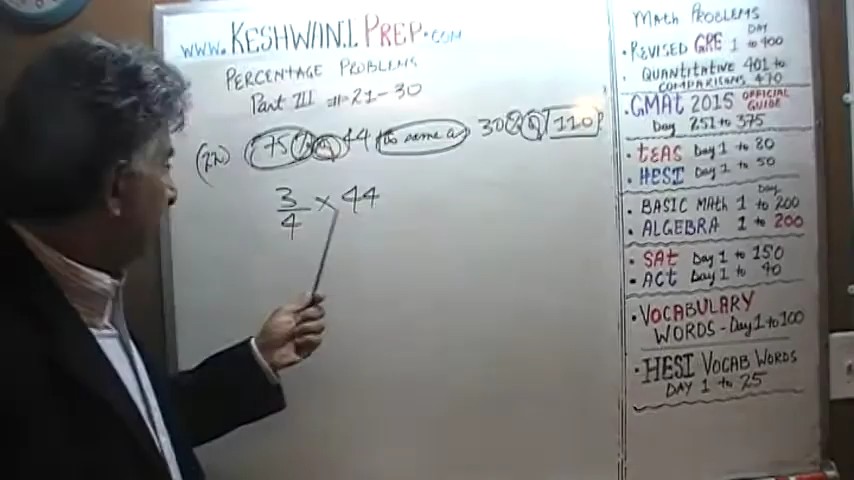 www.KESHWANIPREP.COM
PERCENTAGE PROBLEMS
Part III #21-30
(22) 75% of 44 is same as 30% of 110?
3/4 × 44
MATH PROBLEMS
DAY
• REVISED GRE 1 to 400
• QUANTITATIVE 401 to
COMPARISONS 470
• GMAT 2015 OFFICIAL GUIDE
Day 251 to 375
• TEAS Day 1 to 20
• HESI Day 1 to 50
Day
• BASIC MATH 1 to 200
• ALGEBRA 1 to 200
• SAT Day 1 to 150
• ACT Day 1 to 40
• VOCABULARY
WORDS - Day 1 to 100
• HESI VOCAB WORDS
DAY 1 to 25